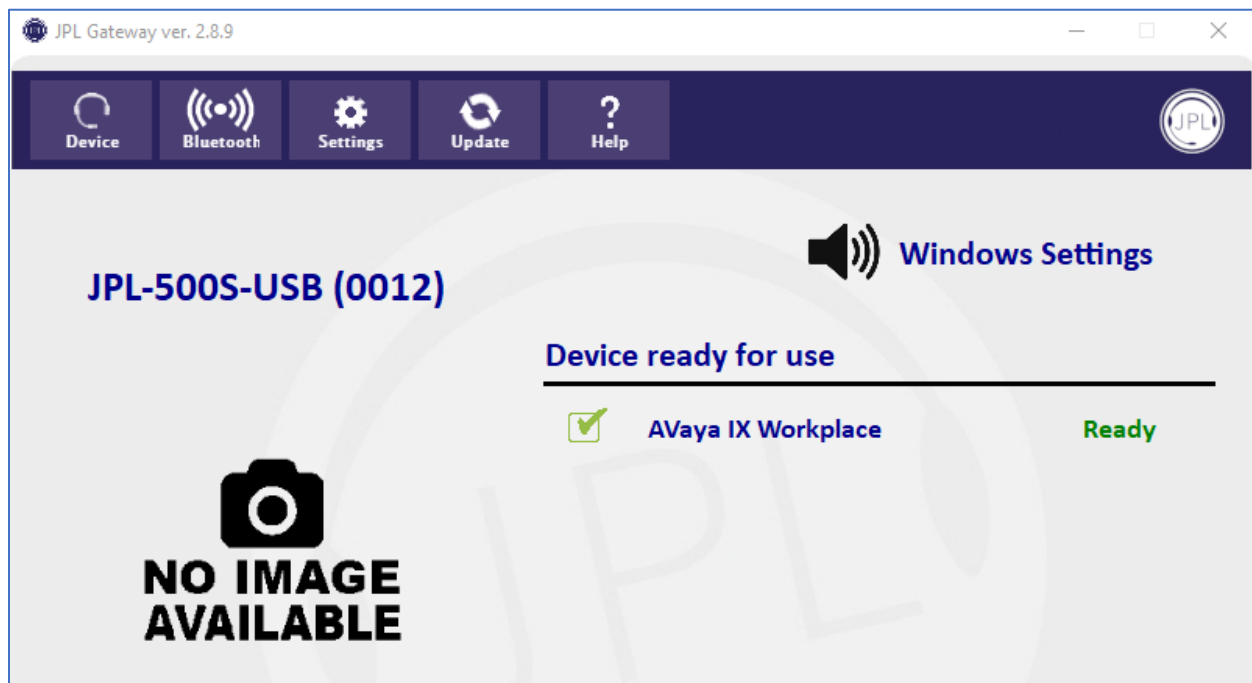 JPL Gateway ver. 2.8.9
Device
Bluetooth
Settings
Update
Help
JPL
Windows Settings
JPL-500S-USB (0012)
Device ready for use
AVaya IX Workplace
Ready
NO IMAGE
AVAILABLE
JPL